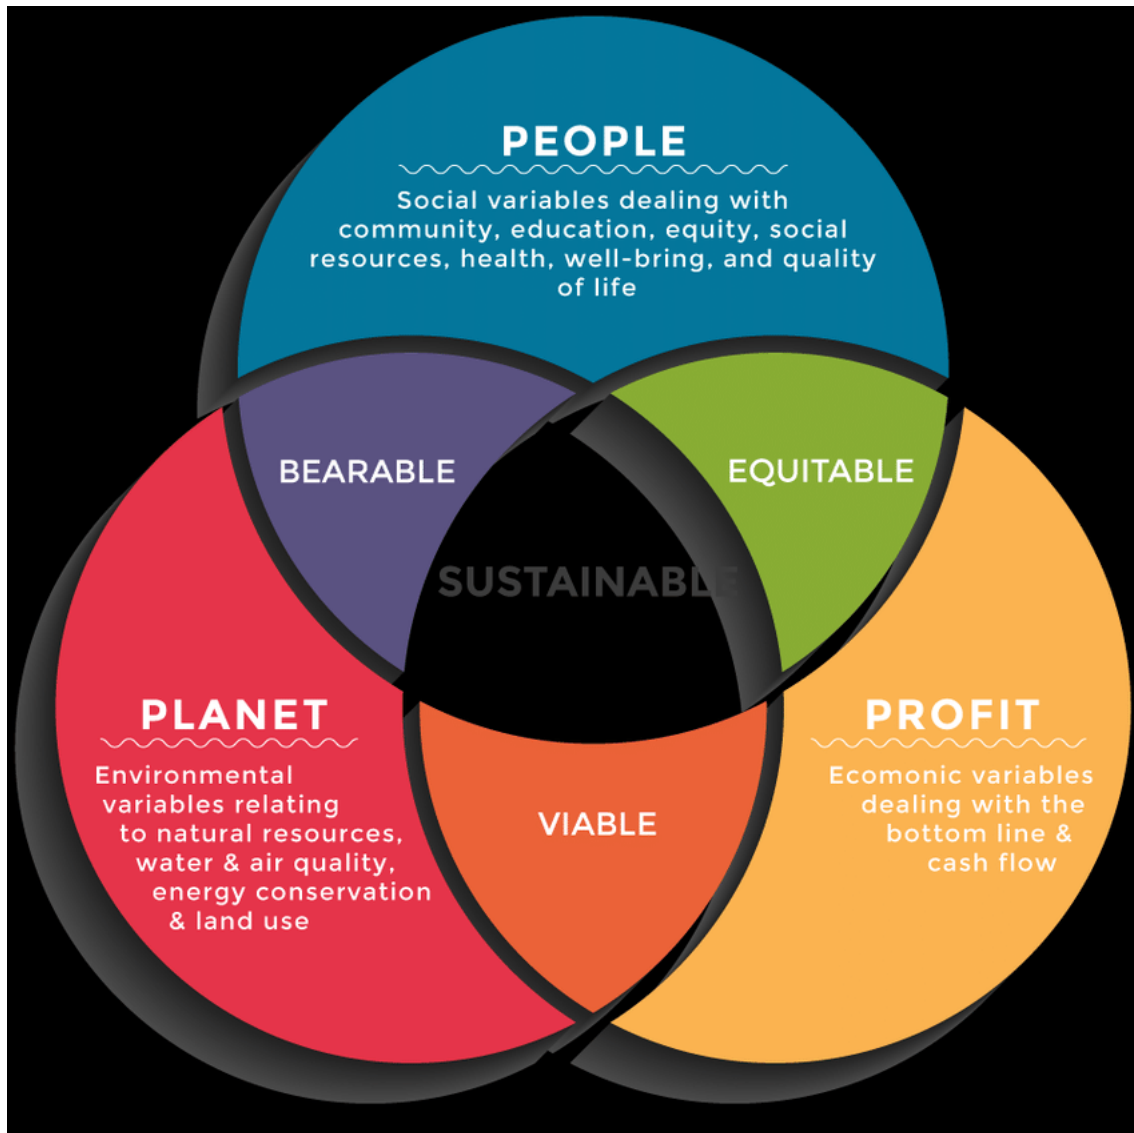 PEOPLE
Social variables dealing with
community, education, equity, social
resources, health, well-bring, and quality
of life
BEARABLE
EQUITABLE
SUSTAINABLE
PLANET
Environmental
variables relating
to natural resources,
water & air quality,
energy conservation
& land use
PROFIT
Ecomonic variables
dealing with the
bottom line &
cash flow
VIABLE